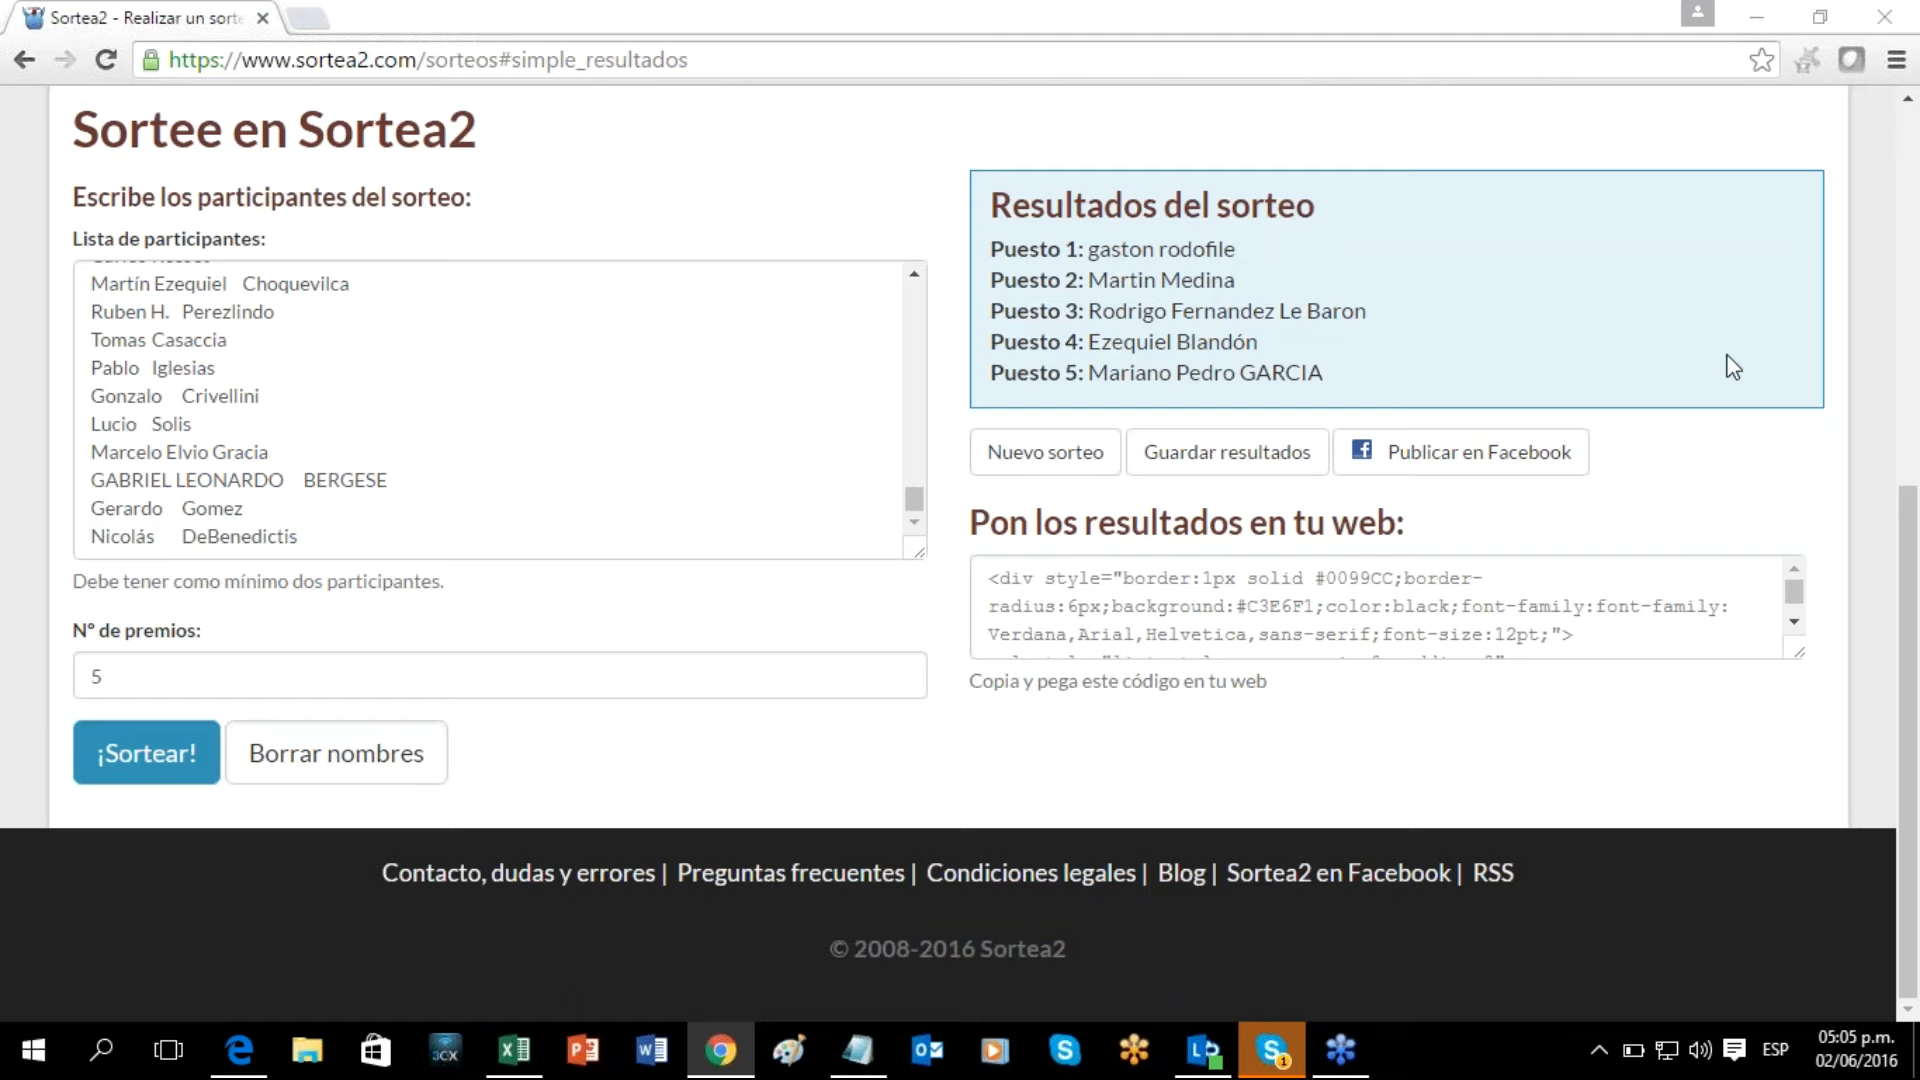 Sortea2 - Realizar un sorte
https://www.sortea2.com/sorteos#simple_resultados
Sortee en Sortea2
Escribe los participantes del sorteo:
Lista de participantes:
Martín Ezequiel Choquevilca
Ruben H. Perezlindo
Tomas Casaccia
Pablo Iglesias
Gonzalo Crivellini
Lucio Solis
Marcelo Elvio Gracia
GABRIEL LEONARDO BERGESE
Gerardo Gomez
Nicolás DeBenedictis
Debe tener como mínimo dos participantes.
Nº de premios:
5
¡Sortear! Borrar nombres
Resultados del sorteo
Puesto 1: gaston rodofile
Puesto 2: Martin Medina
Puesto 3: Rodrigo Fernandez Le Baron
Puesto 4: Ezequiel Blandón
Puesto 5: Mariano Pedro GARCIA
Nuevo sorteo Guardar resultados Publicar en Facebook
Pon los resultados en tu web:
<div style="border:1px solid #0099CC;border-
radius:6px;background:#C3E6F1;color:black;font-family:font-family:
Verdana,Arial,Helvetica,sans-serif;font-size:12pt;">
Copia y pega este código en tu web
Contacto, dudas y errores | Preguntas frecuentes | Condiciones legales | Blog | Sortea2 en Facebook | RSS
© 2008-2016 Sortea2
3CX
ESP
05:05 p.m.
02/06/2016